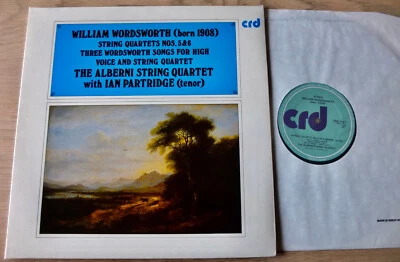 WILLIAM WORDSWORTH (born 1908)
STRING QUARTETS NOS. 5&6
THREE WORDSWORTH SONGS FOR HIGH
VOICE AND STRING QUARTET
THE ALBERNI STRING QUARTET
with IAN PARTRIDGE (tenor)
crd
crd